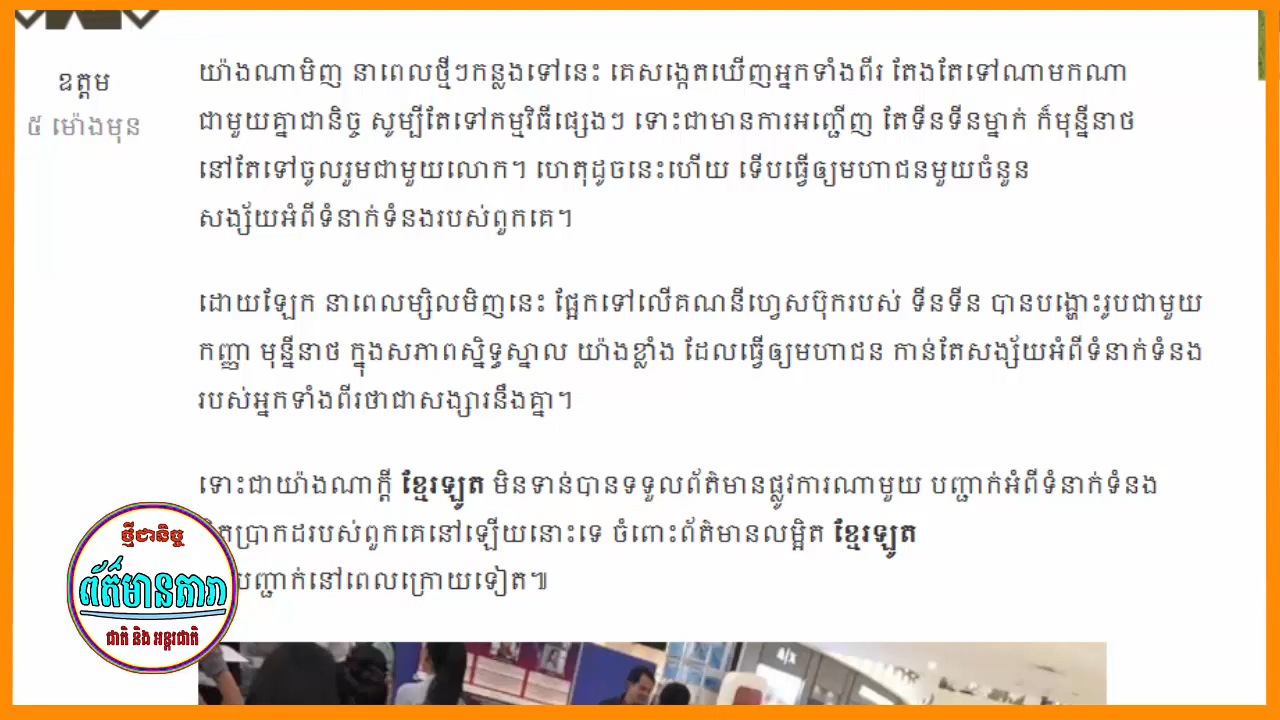 ឧត្តម
៥ ម៉ោងមុន
យ៉ាងណាមិញ នាពេលថ្មីៗកន្លងទៅនេះ គេសង្កេតឃើញអ្នកទាំងពីរ តែងតែទៅណាមកណា
ជាមួយគ្នាជានិច្ច សូម្បីតែទៅកម្មវិធីផ្សេងៗ ទោះជាមានការអញ្ជើញ តែទីនទីនម្នាក់ ក៏មុន្នីនាថ
នៅតែទៅចូលរួមជាមួយលោក។ ហេតុដូចនេះហើយ ទើបធ្វើឲ្យមហាជនមួយចំនួន
សង្ស័យអំពីទំនាក់ទំនងរបស់ពួកគេ។
ដោយឡែក នាពេលម្សិលមិញនេះ ផ្អែកទៅលើគណនីហ្វេសប៊ុករបស់ ទីនទីន បានបង្ហោះរូបជាមួយ
កញ្ញា មុន្នីនាថ ក្នុងសភាពស្និទ្ធស្នាល យ៉ាងខ្លាំង ដែលធ្វើឲ្យមហាជន កាន់តែសង្ស័យអំពីទំនាក់ទំនង
របស់អ្នកទាំងពីរថាជាសង្សារនឹងគ្នា។
ទោះជាយ៉ាងណាក្ដី ខ្មែរឡូត មិនទាន់បានទទួលព័ត៌មានផ្លូវការណាមួយ បញ្ជាក់អំពីទំនាក់ទំនង
ពិតប្រាកដរបស់ពួកគេនៅឡើយនោះទេ ចំពោះព័ត៌មានលម្អិត ខ្មែរឡូត
បញ្ជាក់នៅពេលក្រោយទៀត៕
ថ្មីជានិច្ច
ព័ត៌មានតារា
ជាតិ និង អន្តរជាតិ